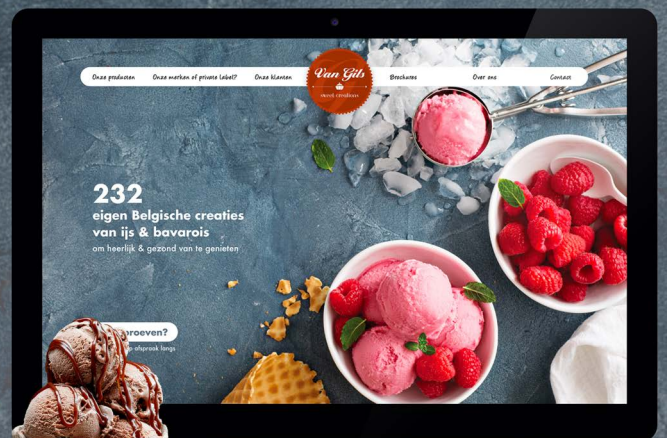 Onze producten Onze merken of private label? Onze klanten Van Gils Brochures Over ons Contact
sweet creations
232
eigen Belgische creaties
van ijs & bavarois
om heerlijk & gezond van te genieten
proeven?
afspraak langs